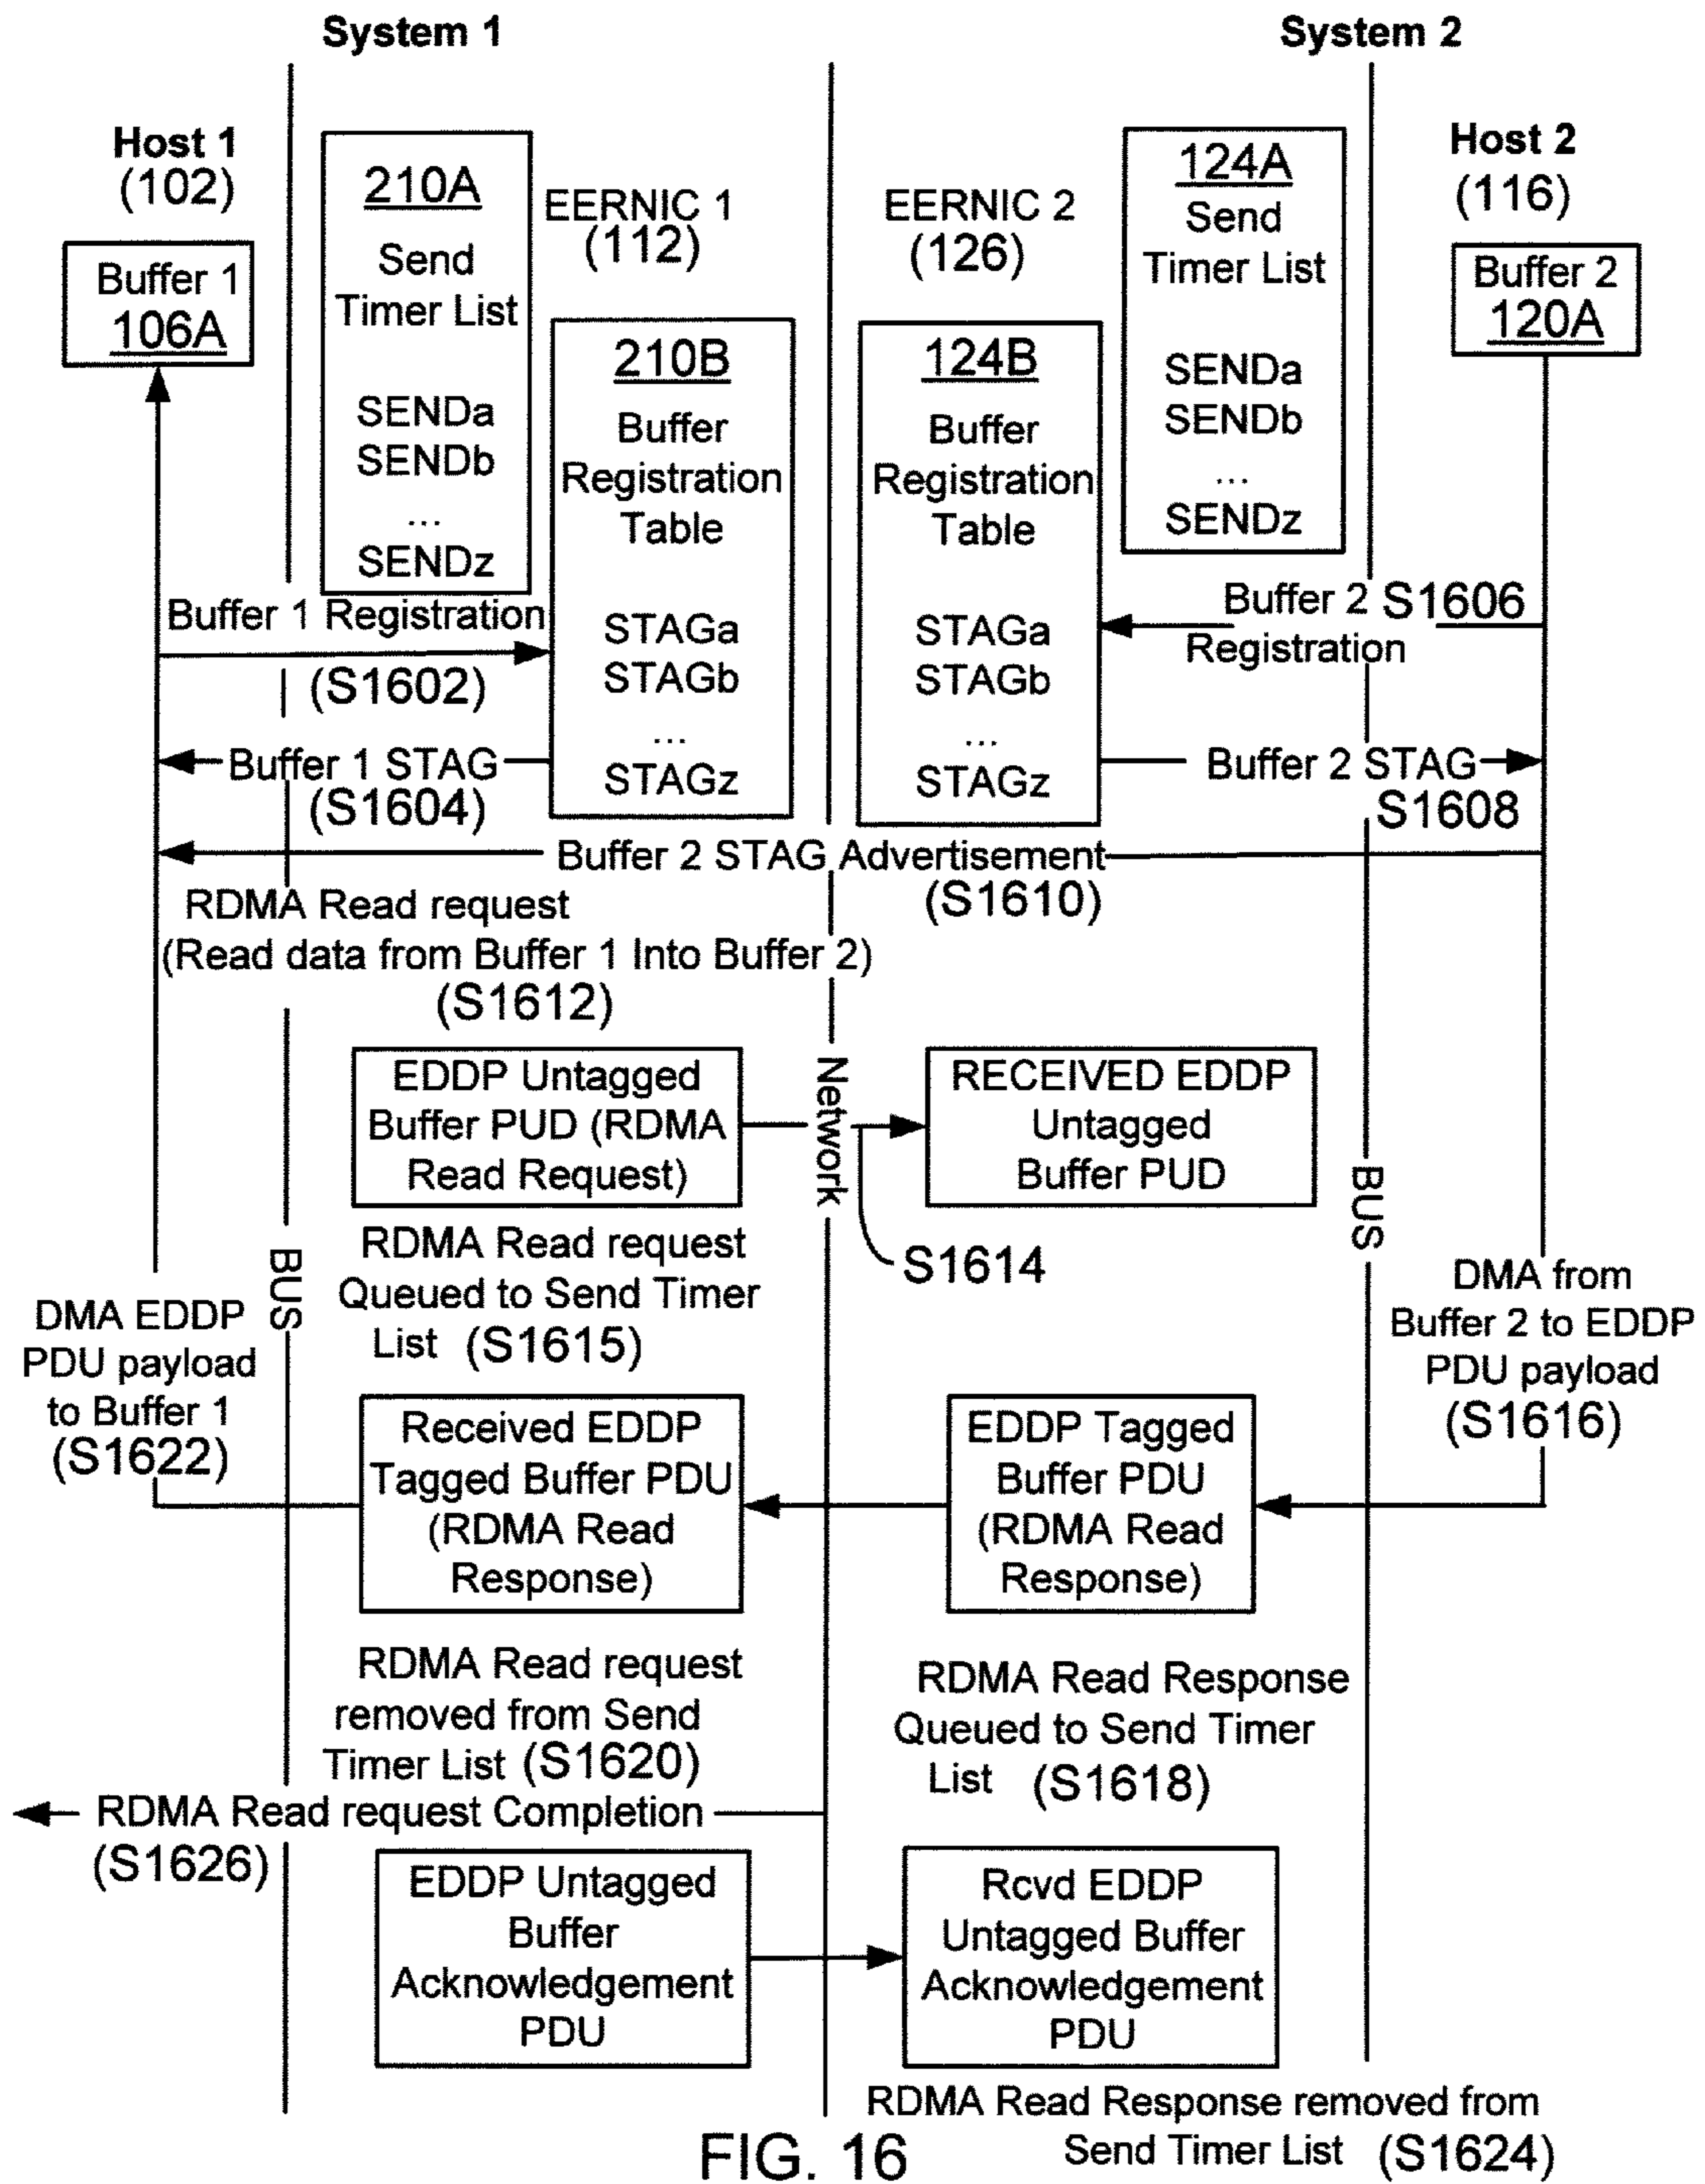 System 1
System 2
Host 1
(102)
Buffer 1
106A
210A
Send
Timer List
SENDa
SENDb
...
SENDz
EERNIC 1
(112)
210B
Buffer
Registration
Table
STAGa
STAGb
...
STAGz
EERNIC 2
(126)
124B
Buffer
Registration
Table
STAGa
STAGb
...
STAGz
124A
Send
Timer List
SENDa
SENDb
...
SENDz
Host 2
(116)
Buffer 2
120A
Buffer 1 Registration
(S1602)
Buffer 2 S1606
Registration
Buffer 1 STAG
(S1604)
Buffer 2 STAG
S1608
Buffer 2 STAG Advertisement
(S1610)
RDMA Read request
(Read data from Buffer 1 Into Buffer 2)
(S1612)
EDDP Untagged
Buffer PUD (RDMA
Read Request)
Network
RECEIVED EDDP
Untagged
Buffer PUD
S1614
BUS
BUS
RDMA Read request
Queued to Send Timer
List (S1615)
DMA EDDP
PDU payload
to Buffer 1
(S1622)
DMA from
Buffer 2 to EDDP
PDU payload
(S1616)
Received EDDP
Tagged Buffer PDU
(RDMA Read
Response)
EDDP Tagged
Buffer PDU
(RDMA Read
Response)
RDMA Read request
removed from Send
Timer List (S1620)
RDMA Read Response
Queued to Send Timer
List (S1618)
RDMA Read request Completion
(S1626)
EDDP Untagged
Buffer
Acknowledgement
PDU
Rcvd EDDP
Untagged Buffer
Acknowledgement
PDU
RDMA Read Response removed from
Send Timer List (S1624)
FIG. 16